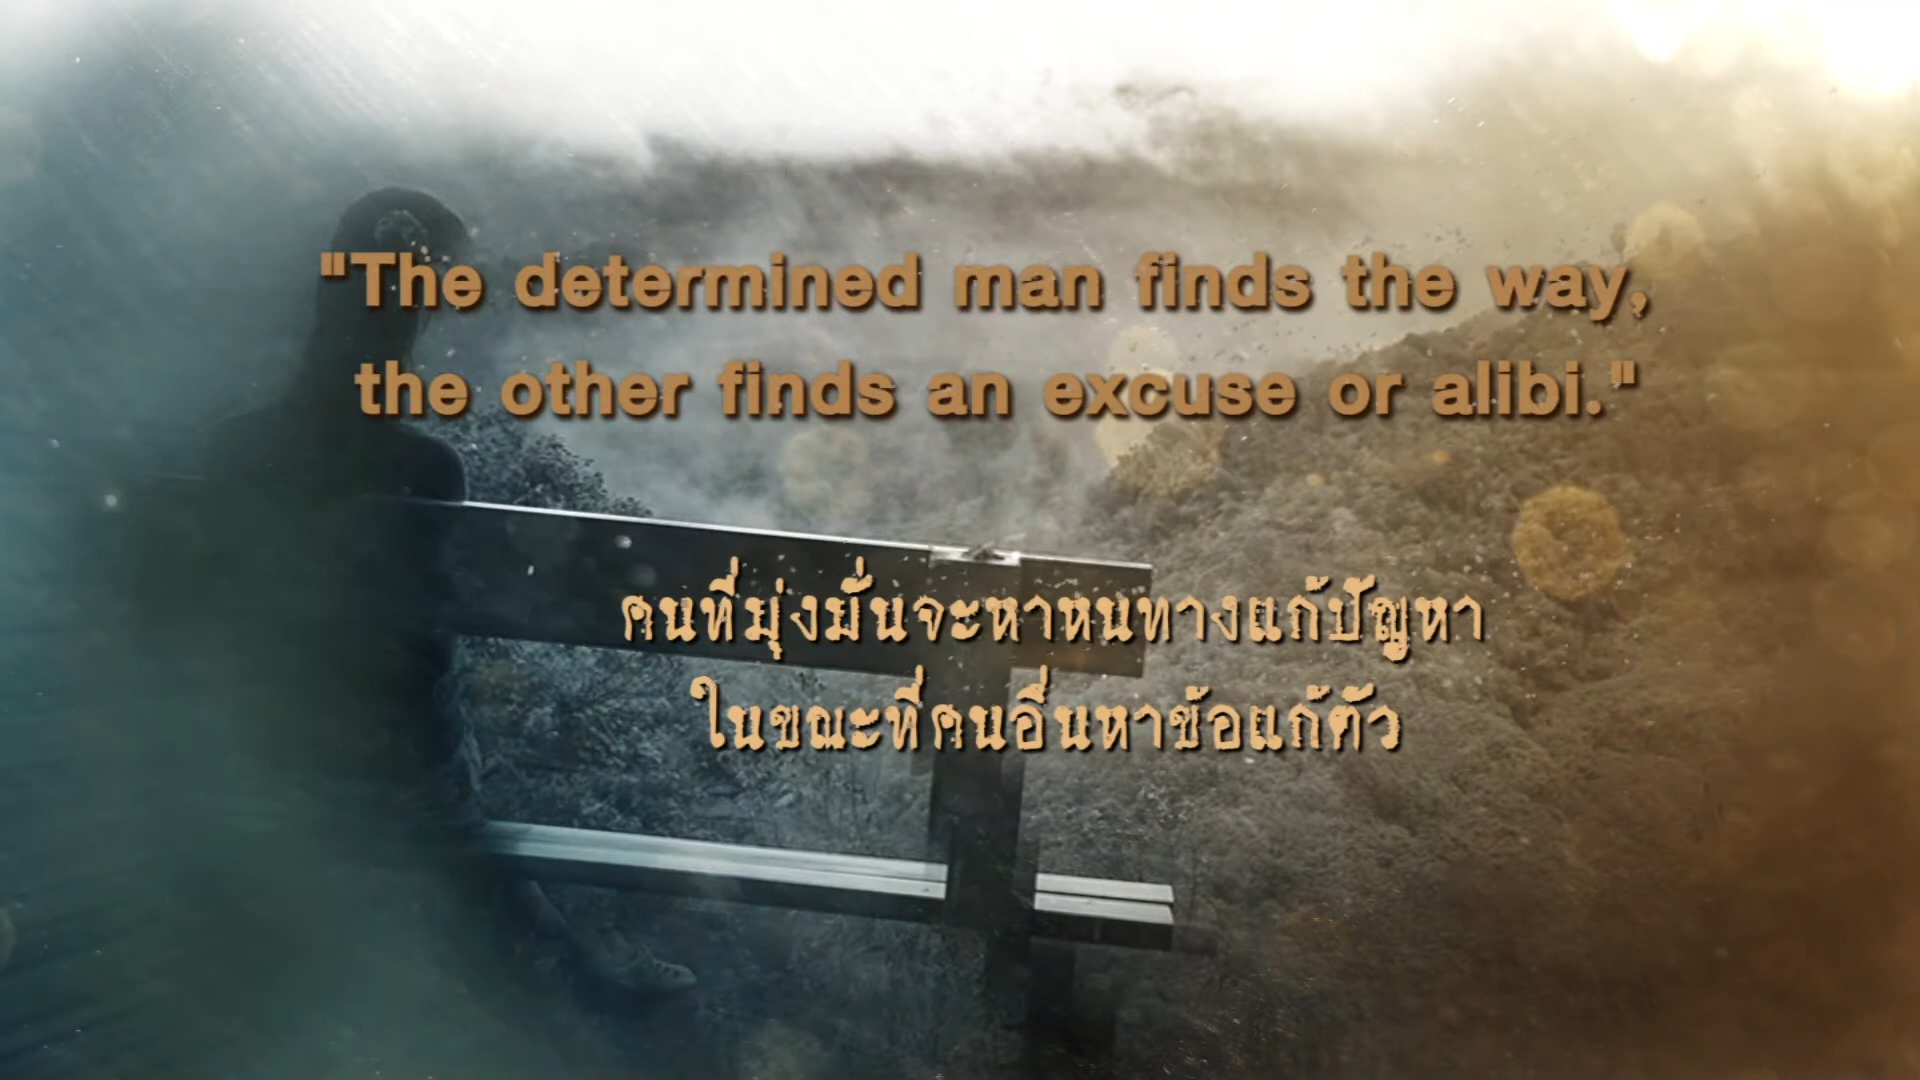 "The determined man finds the way,
the other finds an excuse or alibi."
คนที่มุ่งมั่นจะหาหนทางแก้ปัญหา
ในขณะที่คนอื่นหาข้อแก้ตัว